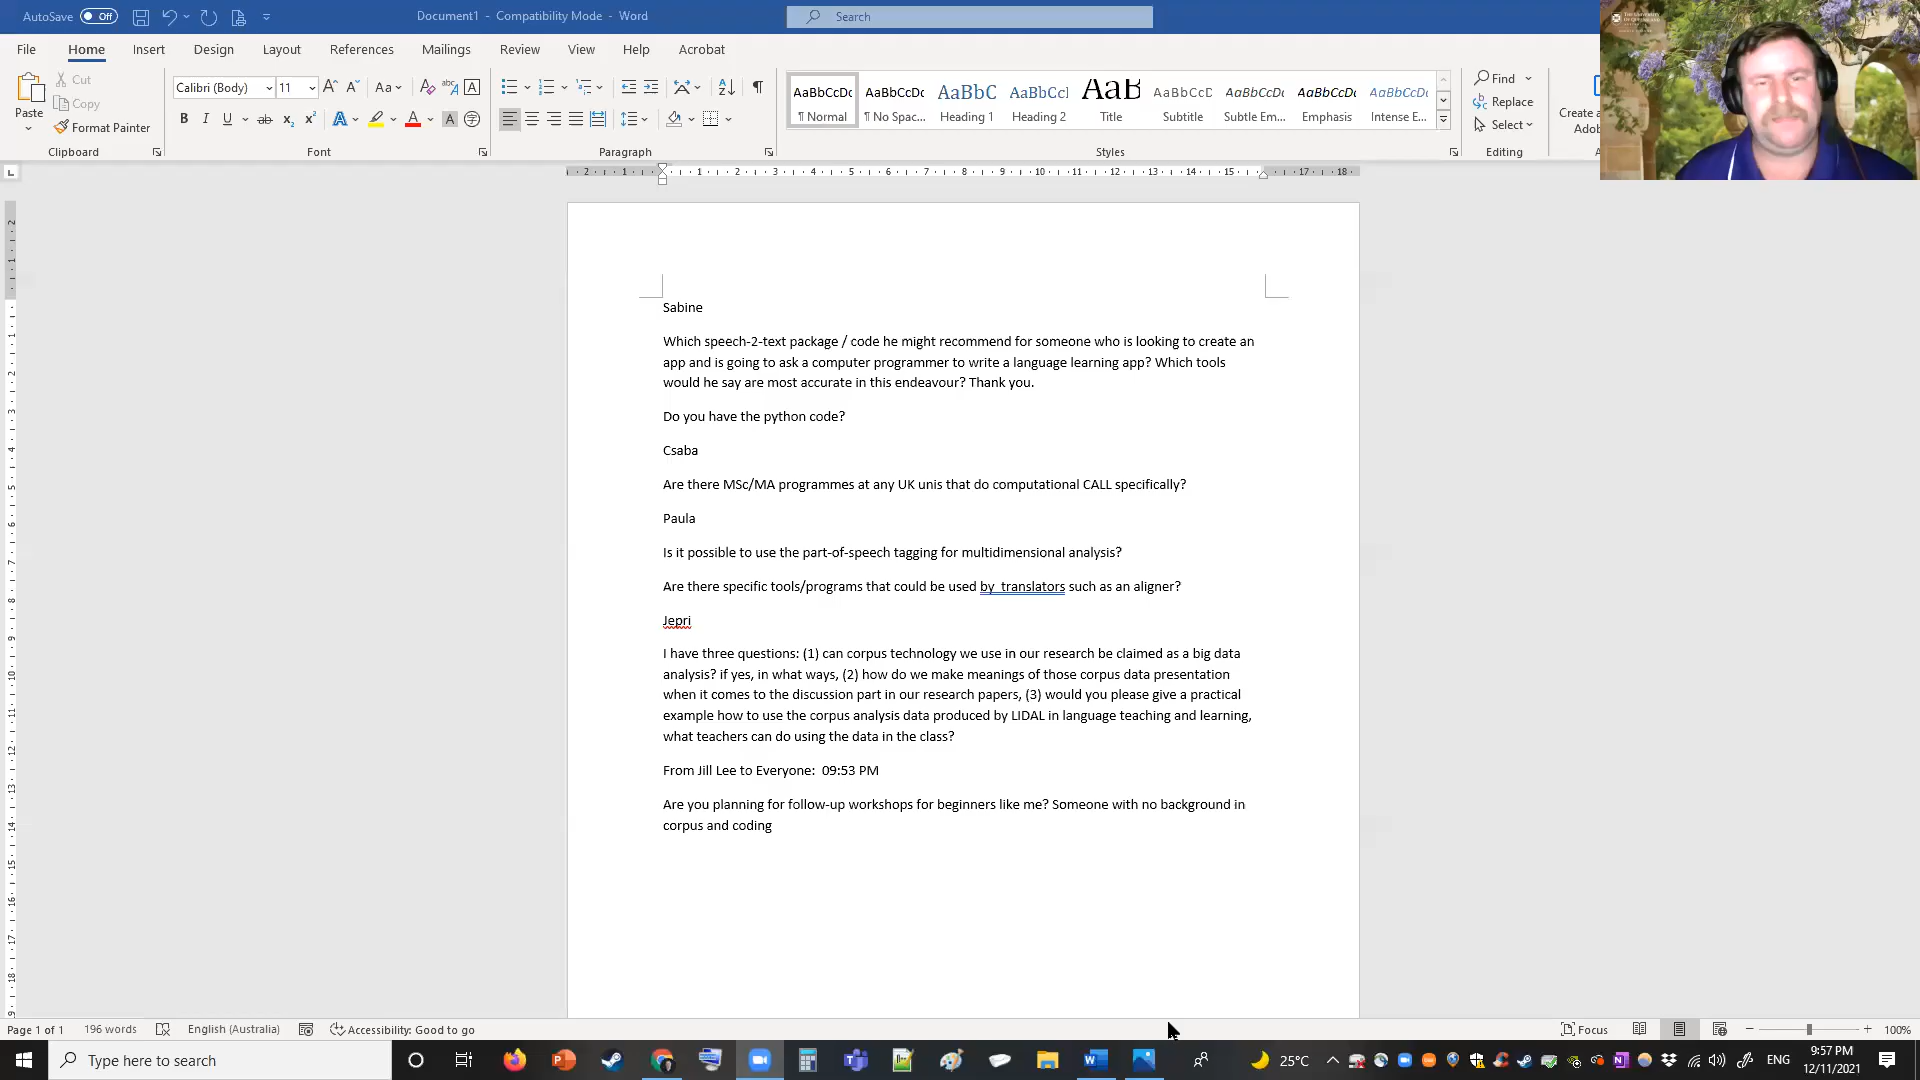 AutoSave Off Document1 - Compatibility Mode - Word Search
File Home Insert Design Layout References Mailings Review View Help Acrobat
Paste Cut Copy Format Painter
Calibri (Body) 11
AaBbCcDc AaBbCcDc AaBbC AaBbCcI AaB AaBbCcD AaBbCcDc AaBbCcDc AaBbCcDc
¶ Normal ¶ No Spac... Heading 1 Heading 2 Title Subtitle Subtle Em... Emphasis Intense E...
Find
Replace
Select
Create a
Adob
Clipboard Font Paragraph Styles Editing
Sabine
Which speech-2-text package / code he might recommend for someone who is looking to create an
app and is going to ask a computer programmer to write a language learning app? Which tools
would he say are most accurate in this endeavour? Thank you.
Do you have the python code?
Csaba
Are there MSc/MA programmes at any UK unis that do computational CALL specifically?
Paula
Is it possible to use the part-of-speech tagging for multidimensional analysis?
Are there specific tools/programs that could be used by  translators such as an aligner?
Jepri
I have three questions: (1) can corpus technology we use in our research be claimed as a big data
analysis? if yes, in what ways, (2) how do we make meanings of those corpus data presentation
when it comes to the discussion part in our research papers, (3) would you please give a practical
example how to use the corpus analysis data produced by LIDAL in language teaching and learning,
what teachers can do using the data in the class?
From Jill Lee to Everyone:  09:53 PM
Are you planning for follow-up workshops for beginners like me? Someone with no background in
corpus and coding
Page 1 of 1 196 words English (Australia) Accessibility: Good to go Focus 100%
Type here to search 25°C ENG 9:57 PM
12/11/2021